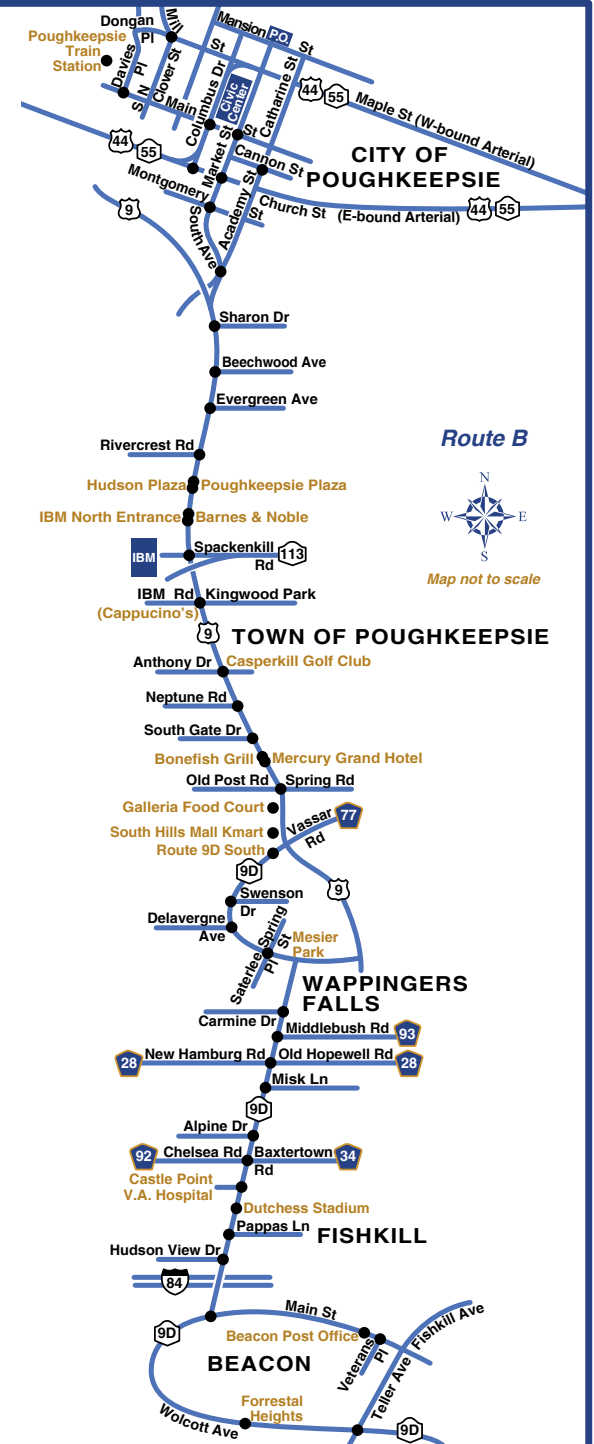 Dongan
Pl
Mill
St
Mansion
P.O.
St
Poughkeepsie
Train
Station
Davies
Pl
S
N
Pl
Clover St
Main
St
Columbus Dr
Civic
Center
Catharine St
44
55
Maple St (W-bound Arterial)
44
55
Market St
Cannon St
CITY OF
POUGHKEEPSIE
Montgomery
St
Academy St
Church St
(E-bound Arterial)
44
55
9
South Ave
Sharon Dr
Beechwood Ave
Evergreen Ave
Rivercrest Rd
Route B
Hudson Plaza
Poughkeepsie Plaza
N
W
E
S
IBM North Entrance
Barnes & Noble
IBM
Spackenkill
Rd
113
Map not to scale
IBM Rd
Kingwood Park
(Cappucino's)
9
TOWN OF POUGHKEEPSIE
Anthony Dr
Casperkill Golf Club
Neptune Rd
South Gate Dr
Bonefish Grill
Mercury Grand Hotel
Old Post Rd
Spring Rd
Galleria Food Court
Vassar
Rd
77
South Hills Mall Kmart
Route 9D South
9D
9
Swenson
Dr
Delavergne
Ave
Spring
St
Saterlee
Pl
Mesier
Park
WAPPINGERS
FALLS
Carmine Dr
Middlebush Rd
93
28
New Hamburg Rd
Old Hopewell Rd
28
Misk Ln
9D
Alpine Dr
92
Chelsea Rd
Baxtertown
Rd
34
Castle Point
V.A. Hospital
Dutchess Stadium
Pappas Ln
FISHKILL
Hudson View Dr
84
Main St
9D
Beacon Post Office
Fishkill Ave
Veterans
Pl
BEACON
Teller Ave
Forrestal
Heights
Wolcott Ave
9D